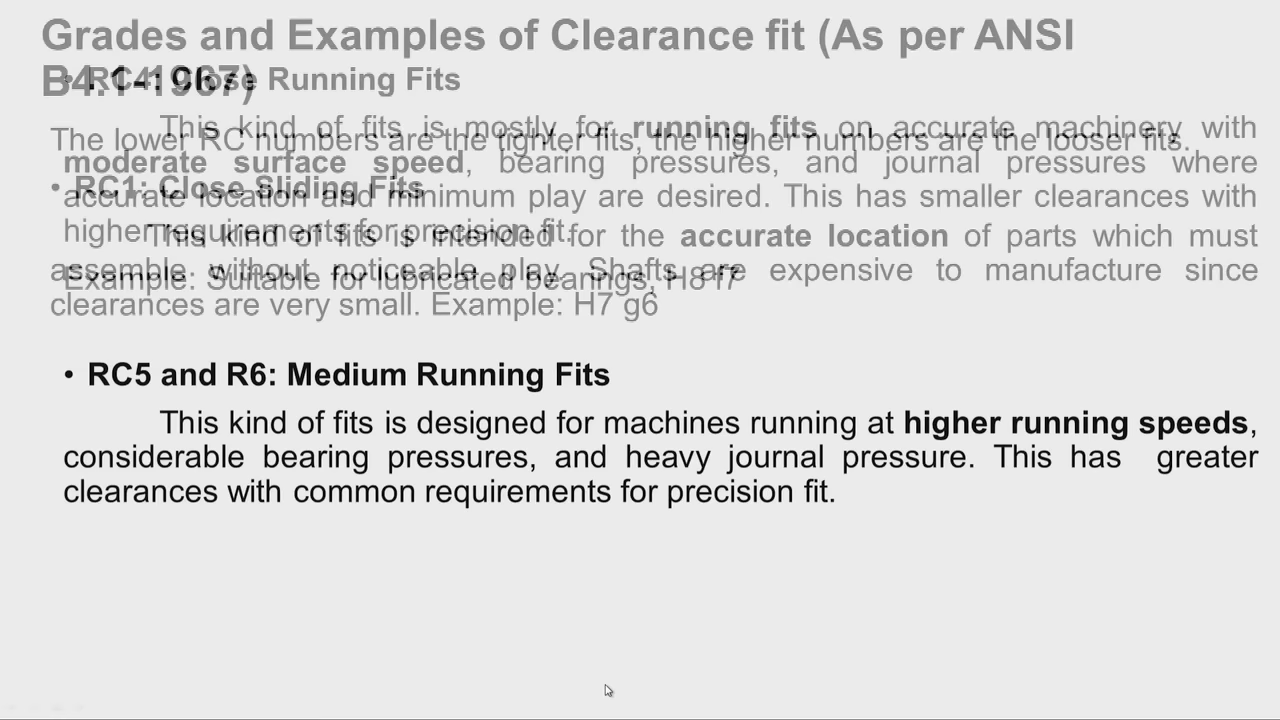 Grades and Examples of Clearance fit (As per ANSI
B4.1-1967)
The lower RC numbers are the tighter fits, the higher numbers are the looser fits.
• RC1: Close Sliding Fits
This kind of fits is intended for the accurate location of parts which must
assemble without noticeable play. Shafts are expensive to manufacture since
clearances are very small. Example: H7 g6
• RC4: Close Running Fits
This kind of fits is mostly for running fits on accurate machinery with
moderate surface speed, bearing pressures, and journal pressures where
accurate location and minimum play are desired. This has smaller clearances with
higher requirements for precision fit.
Example: Suitable for lubricated bearings, H8 f7
• RC5 and R6: Medium Running Fits
This kind of fits is designed for machines running at higher running speeds,
considerable bearing pressures, and heavy journal pressure. This has greater
clearances with common requirements for precision fit.